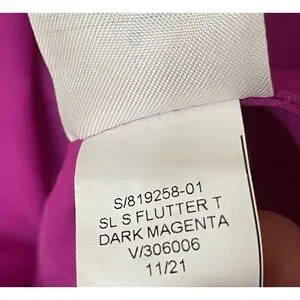 S/819258-01
SL S FLUTTER T
DARK MAGENTA
V/306006
11/21